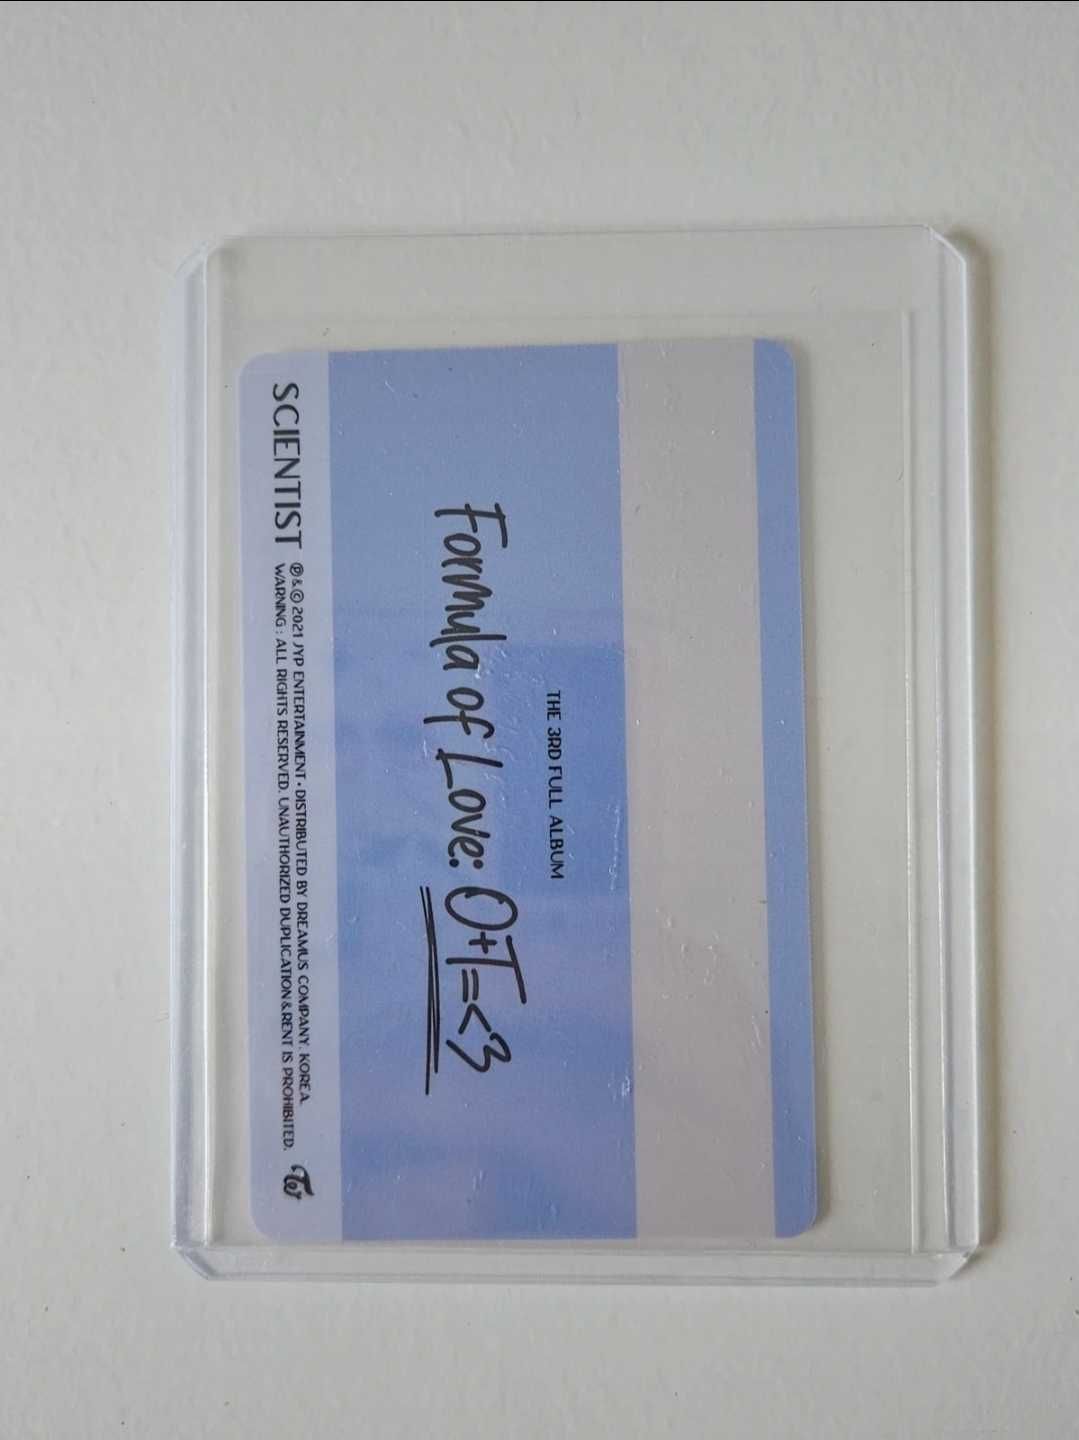 THE 3RD FULL ALBUM
Formula of Love: O+T=<3
SCIENTIST
℗ & © 2021 JYP ENTERTAINMENT • DISTRIBUTED BY DREAMUS COMPANY. KOREA.
WARNING : ALL RIGHTS RESERVED. UNAUTHORIZED DUPLICATION & RENT IS PROHIBITED.